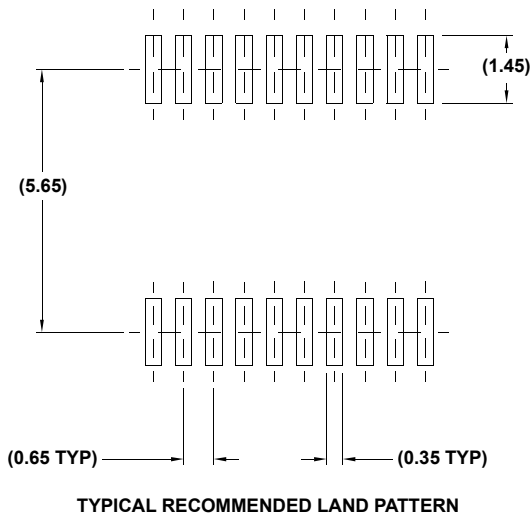 (1.45)
(5.65)
(0.65 TYP)
(0.35 TYP)
TYPICAL RECOMMENDED LAND PATTERN